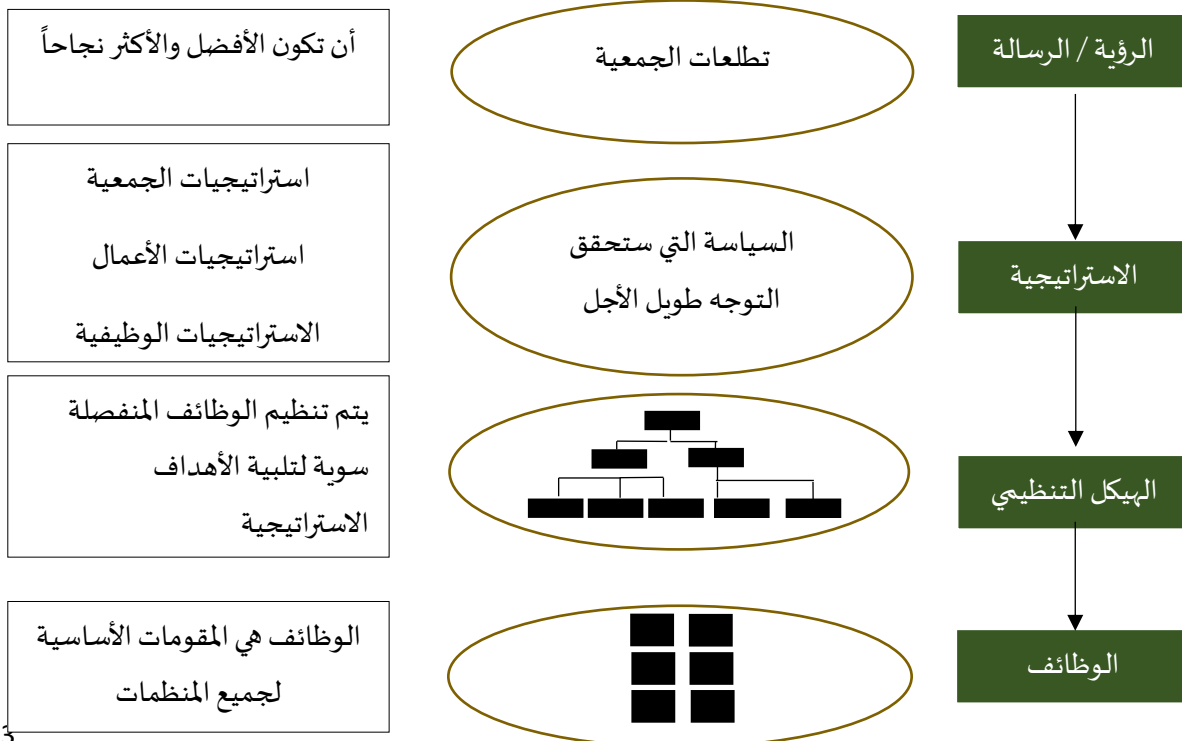 الرؤية / الرسالة
تطلعات الجمعية
أن تكون الأفضل والأكثر نجاحاً
الاستراتيجية
السياسة التي ستحقق
التوجه طويل الأجل
استراتيجيات الجمعية
استراتيجيات الأعمال
الاستراتيجيات الوظيفية
الهيكل التنظيمي
يتم تنظيم الوظائف المنفصلة
سوية لتلبية الأهداف
الاستراتيجية
الوظائف
الوظائف هي المقومات الأساسية
لجميع المنظمات